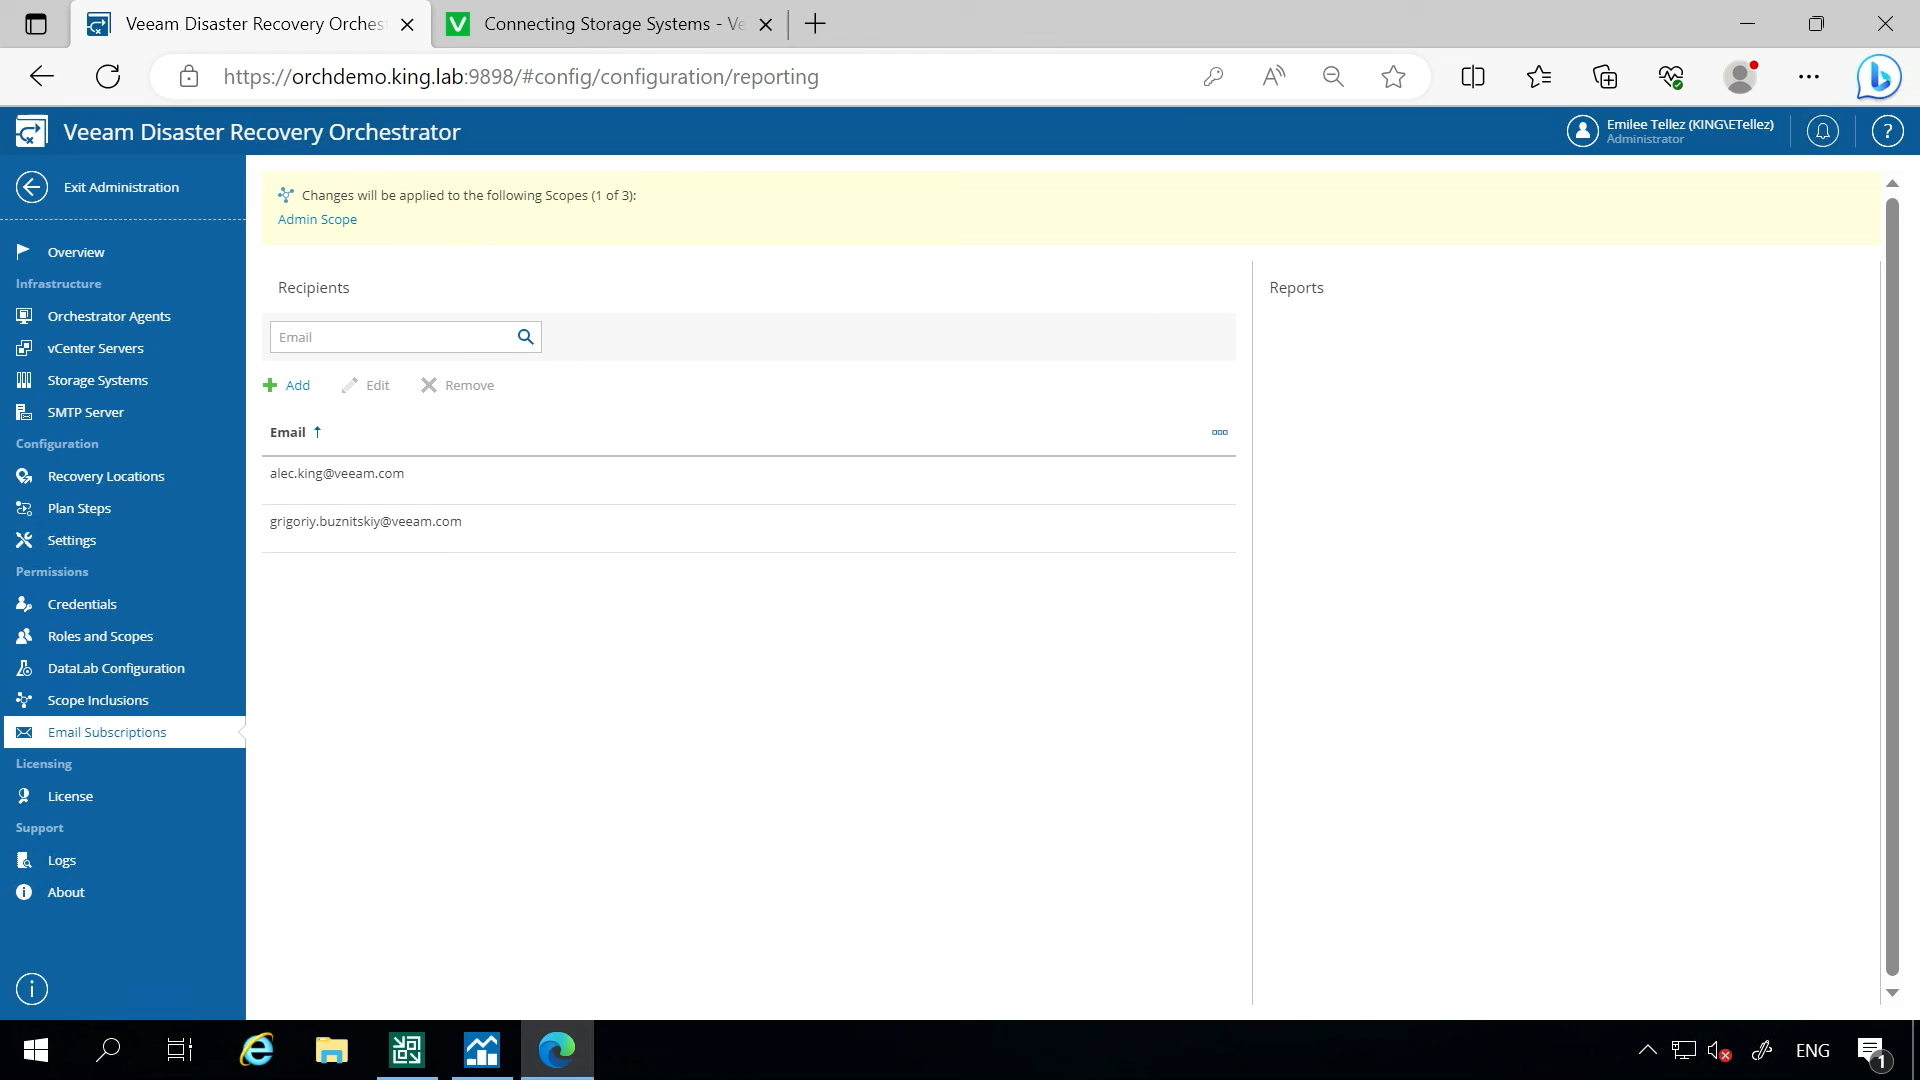 Veeam Disaster Recovery Orches
Connecting Storage Systems - Ve
https://orchdemo.king.lab:9898/#config/configuration/reporting
Veeam Disaster Recovery Orchestrator
Emilee Tellez (KING\ETellez)
Administrator
Exit Administration
Overview
Infrastructure
Orchestrator Agents
vCenter Servers
Storage Systems
SMTP Server
Configuration
Recovery Locations
Plan Steps
Settings
Permissions
Credentials
Roles and Scopes
DataLab Configuration
Scope Inclusions
Email Subscriptions
Licensing
License
Support
Logs
About
Changes will be applied to the following Scopes (1 of 3):
Admin Scope
Recipients
Email
Add
Edit
Remove
Email
alec.king@veeam.com
grigoriy.buznitskiy@veeam.com
Reports
ENG
1